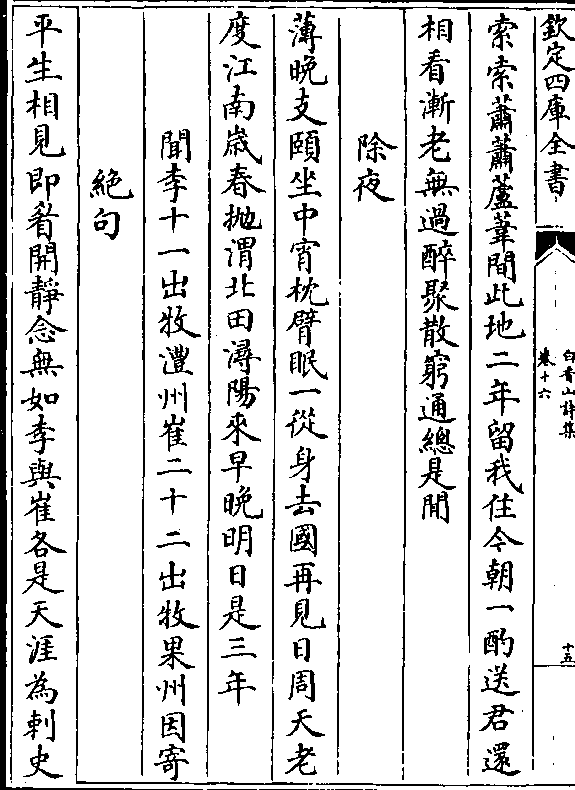 欽定四庫全書
白香山詩集
卷十六
十五
索索蕭蕭蘆葦間此地二年留我住今朝一酌送君還
相看漸老無過醉聚散窮通總是閒
除夜
薄晚支頤坐中宵枕臂眠一從身去國再見日周天老
度江南嵗春抛渭北田潯陽來早晚明日是三年
聞李十一出牧澧州崔二十二出牧果州因寄
絶句
平生相見即眉開靜念無如李與崔各是天涯為刺史